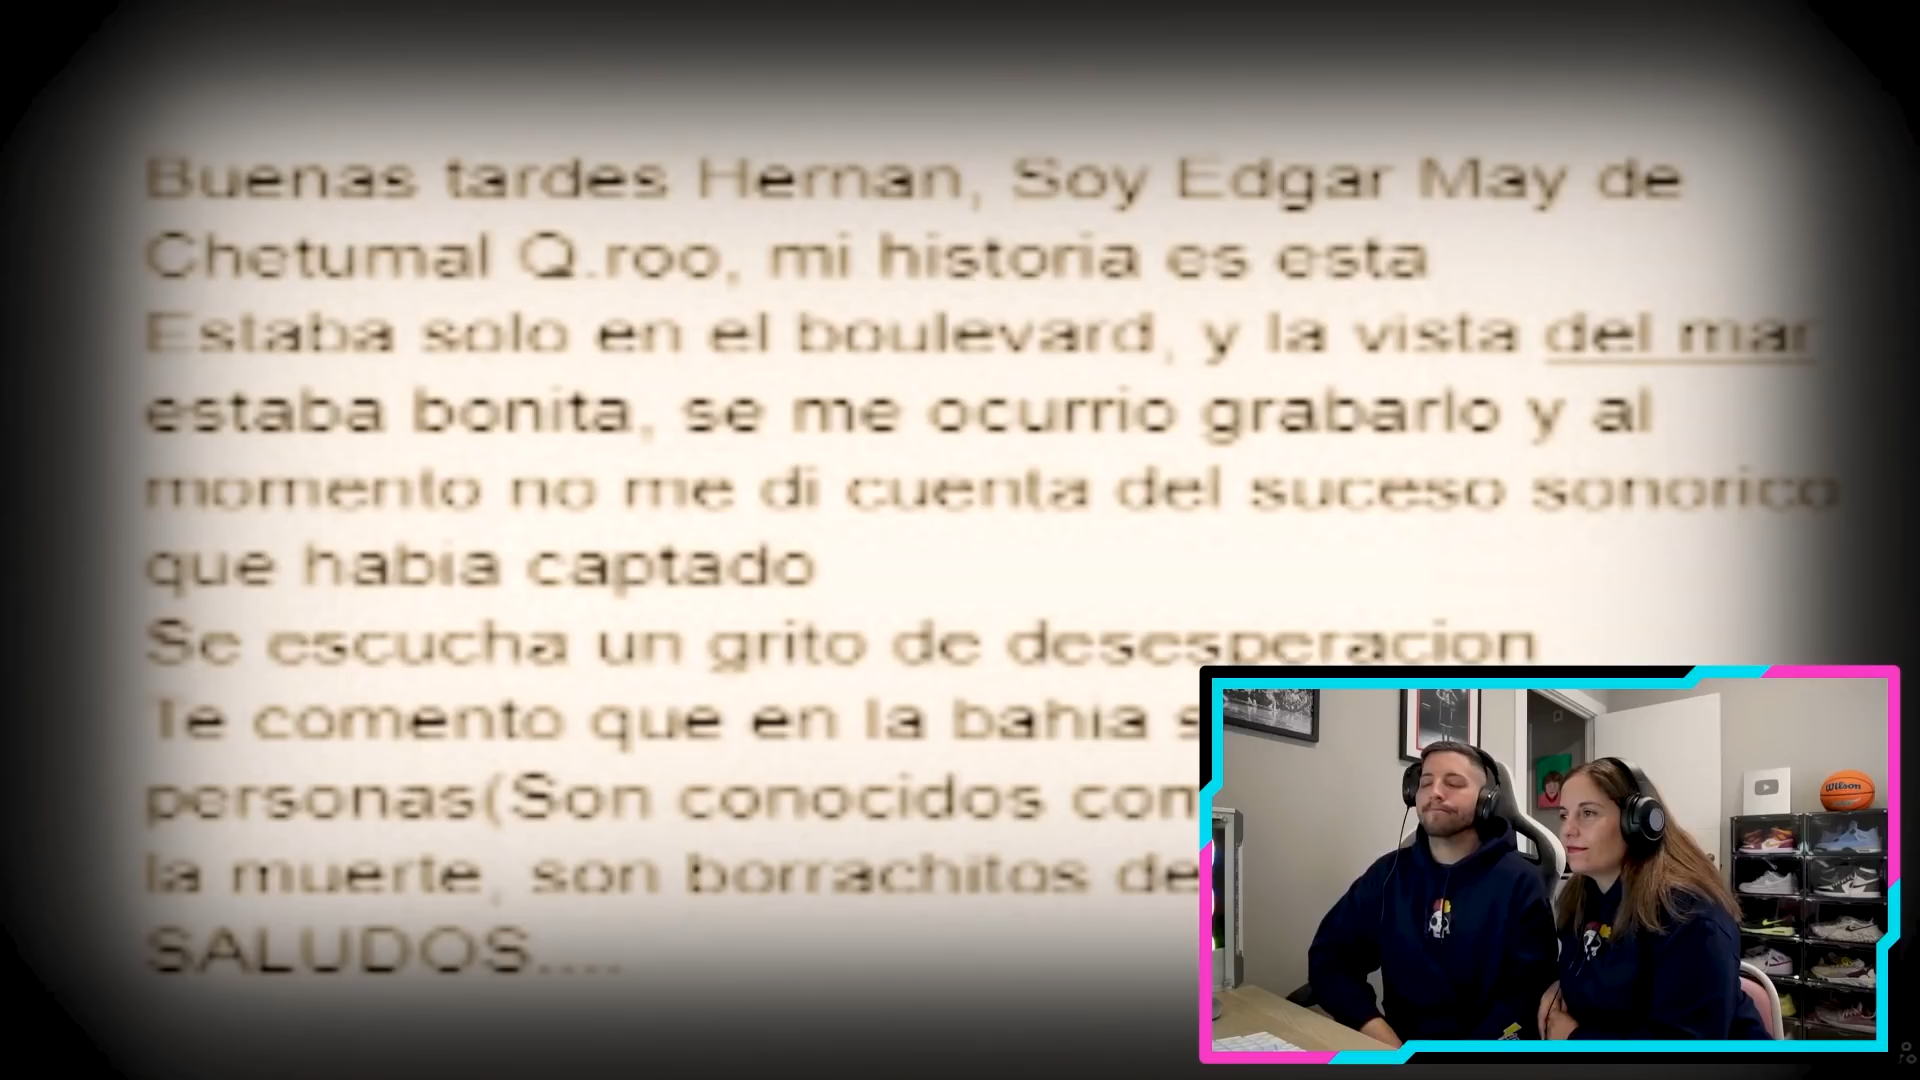 Buenas tardes Hernan, Soy Edgar May de
Chetumal Q.roo, mi historia es esta
Estaba solo en el boulevard, y la vista del mar
estaba bonita, se me ocurrio grabarlo y al
momento no me di cuenta del suceso sonorico
que habia captado
Se escucha un grito de desesperacion
Te comento que en la bahia
personas(Son conocidos
la muerte, son borrachitos
SALUDOS....
Wilson